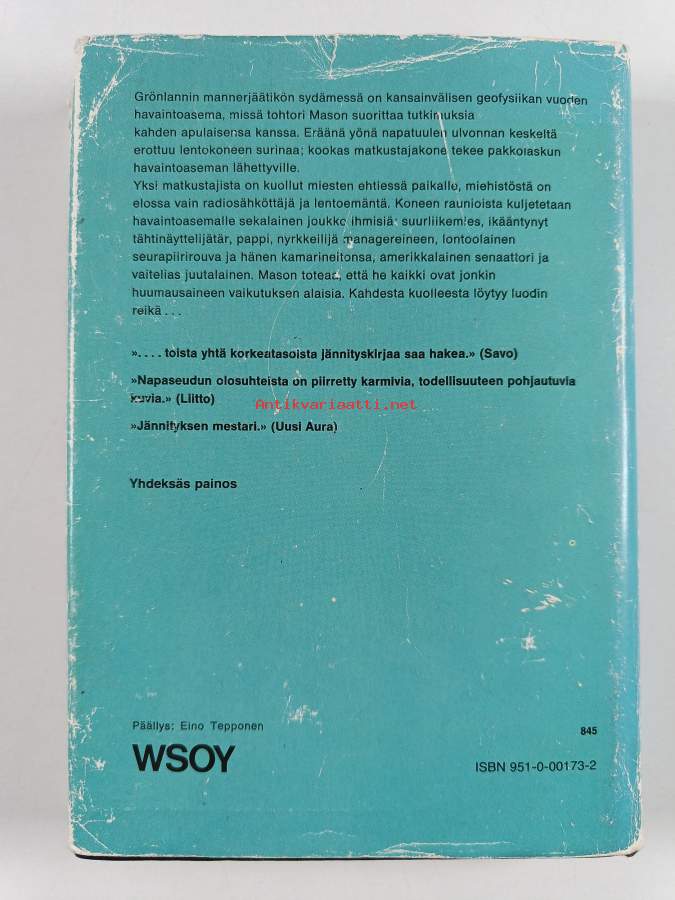 Grönlannin mannerjäätikön sydämessä on kansainvälisen geofysiikan vuoden
havaintoasema, missä tohtori Mason suorittaa tutkimuksia
kahden apulaisensa kanssa. Eräänä yönä napatuulen ulvonnan keskeltä
erottuu lentokoneen surinaa; kookas matkustajakone tekee pakkolaskun
havaintoaseman lähettyville.
Yksi matkustajista on kuollut miesten ehtiessä paikalle, miehistöstä on
elossa vain radiosähköttäjä ja lentoemäntä. Koneen raunioista kuljetetaan
havaintoasemalle sekalainen joukko ihmisiä: suurliikemies, ikääntynyt
tähtinäyttelijätär, pappi, nyrkkeilijä managereineen, lontoolainen
seurapiirirouva ja hänen kamarineitonsa, amerikkalainen senaattori ja
vaitelias juutalainen. Mason toteaa, että he kaikki ovat jonkin
huumausaineen vaikutuksen alaisia. Kahdesta kuolleesta löytyy luodin
reikä . . .
». . . . toista yhtä korkeatasoista jännityskirjaa saa hakea.» (Savo)
»Napaseudun olosuhteista on piirretty karmivia, todellisuuteen pohjautuvia
kuvia.» (Liitto)
Antikvariaatti.net
»Jännityksen mestari.» (Uusi Aura)
Yhdeksäs painos
Päällys: Eino Tepponen
845
WSOY
ISBN 951-0-00173-2